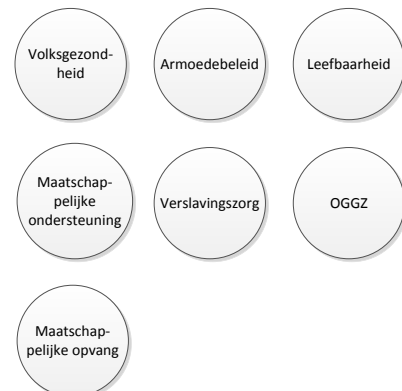 Volksgezond-
heid
Armoedebeleid
Leefbaarheid
Maatschap-
pelijke
ondersteuning
Verslavingszorg
OGGZ
Maatschap-
pelijke opvang